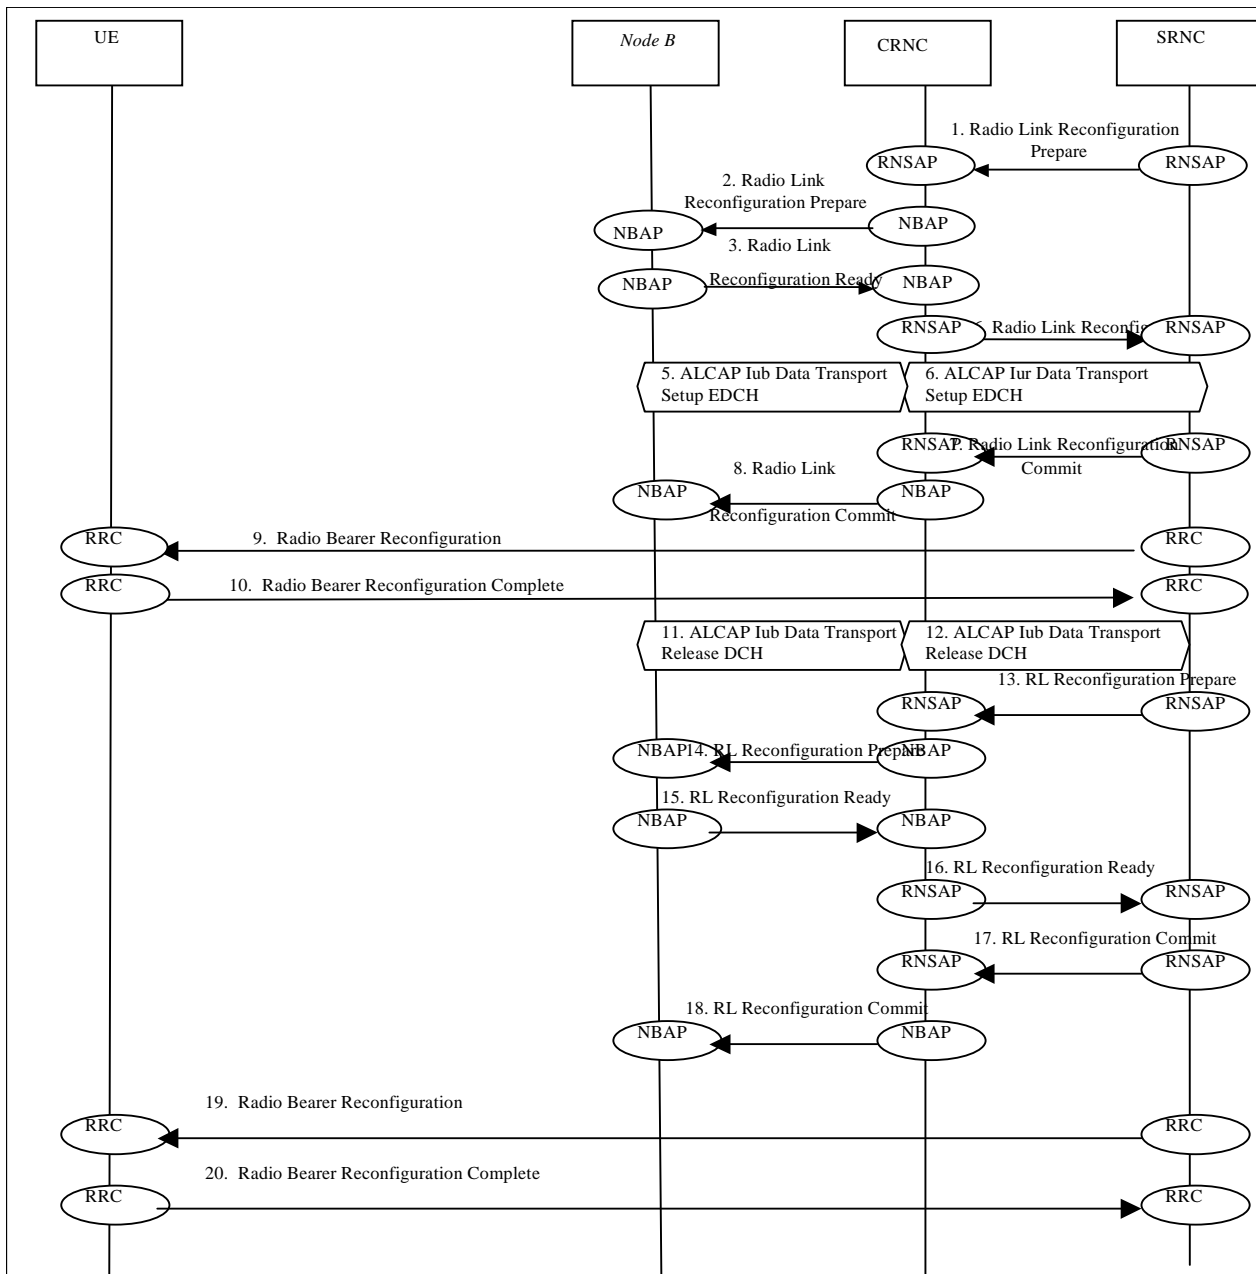 UE
Node B
CRNC
SRNC
1. Radio Link Reconfiguration
Prepare
RNSAP
RNSAP
2. Radio Link
Reconfiguration Prepare
NBAP
NBAP
3. Radio Link
Reconfiguration Ready
NBAP
NBAP
RNSAP
Radio Link Reconfig
RNSAP
5. ALCAP Iub Data Transport
Setup EDCH
6. ALCAP Iur Data Transport
Setup EDCH
RNSAP
7. Radio Link Reconfiguration
Commit
RNSAP
8. Radio Link
Reconfiguration Commit
NBAP
NBAP
9. Radio Bearer Reconfiguration
RRC
RRC
10. Radio Bearer Reconfiguration Complete
RRC
RRC
11. ALCAP Iub Data Transport
Release DCH
12. ALCAP Iub Data Transport
Release DCH
13. RL Reconfiguration Prepare
RNSAP
RNSAP
NBAP
14. RL Reconfiguration Prepare
NBAP
15. RL Reconfiguration Ready
NBAP
NBAP
16. RL Reconfiguration Ready
RNSAP
RNSAP
17. RL Reconfiguration Commit
RNSAP
RNSAP
18. RL Reconfiguration Commit
NBAP
NBAP
19. Radio Bearer Reconfiguration
RRC
RRC
20. Radio Bearer Reconfiguration Complete
RRC
RRC